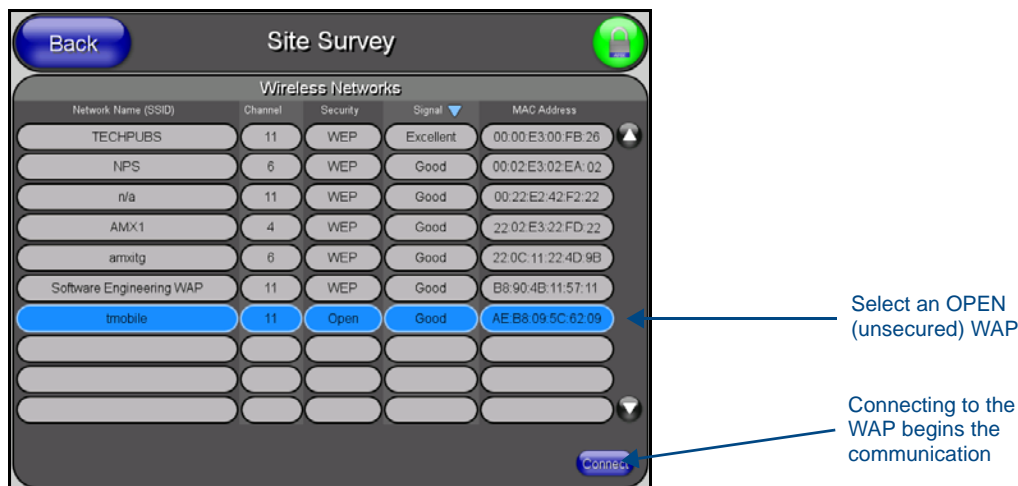 Back
Site Survey
Wireless Networks
Network Name (SSID) Channel Security Signal MAC Address
TECHPUBS 11 WEP Excellent 00:00:E3:00:FB:26
NPS 6 WEP Good 00:02:E3:02:EA:02
n/a 11 WEP Good 00:22:E2:42:F2:22
AMX1 4 WEP Good 22:02:E3:22:FD:22
amxitg 6 WEP Good 22:0C:11:22:4D:9B
Software Engineering WAP 11 WEP Good B8:90:4B:11:57:11
tmobile 11 Open Good AE:B8:09:5C:62:09
Select an OPEN
(unsecured) WAP
Connecting to the
WAP begins the
communication
Connect